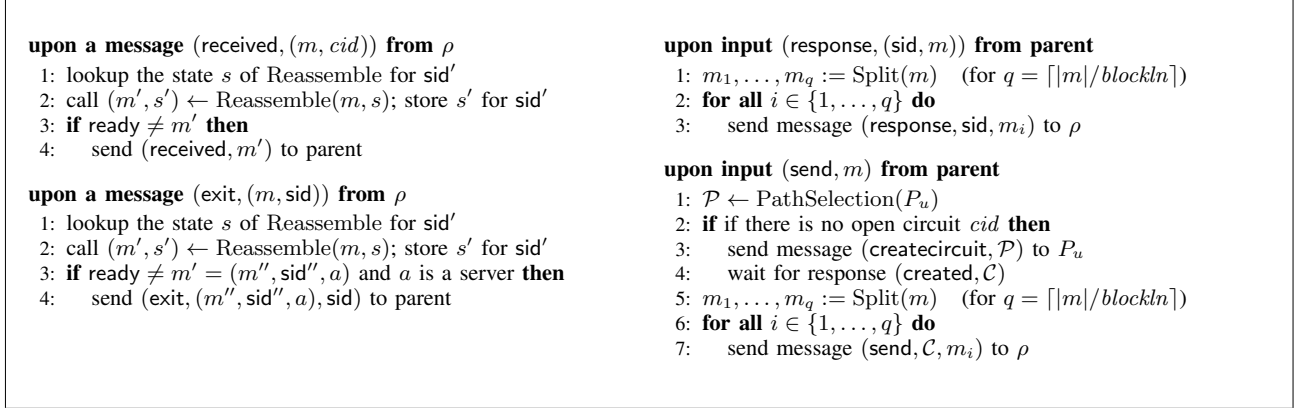 upon a message (received, (m, cid)) from ρ
1: lookup the state s of Reassemble for sid′
2: call (m′, s′) ← Reassemble(m, s); store s′ for sid′
3: if ready ≠ m′ then
4: send (received, m′) to parent
upon a message (exit, (m, sid)) from ρ
1: lookup the state s of Reassemble for sid′
2: call (m′, s′) ← Reassemble(m, s); store s′ for sid′
3: if ready ≠ m′ = (m′′, sid′′, a) and a is a server then
4: send (exit, (m′′, sid′′, a), sid) to parent
upon input (response, (sid, m)) from parent
1: m₁, . . . , m_q := Split(m) (for q = ⌈|m|/blockln⌉)
2: for all i ∈ {1, . . . , q} do
3: send message (response, sid, m_i) to ρ
upon input (send, m) from parent
1: 𝒫 ← PathSelection(P_u)
2: if if there is no open circuit cid then
3: send message (createcircuit, 𝒫) to P_u
4: wait for response (created, 𝒞)
5: m₁, . . . , m_q := Split(m) (for q = ⌈|m|/blockln⌉)
6: for all i ∈ {1, . . . , q} do
7: send message (send, 𝒞, m_i) to ρ